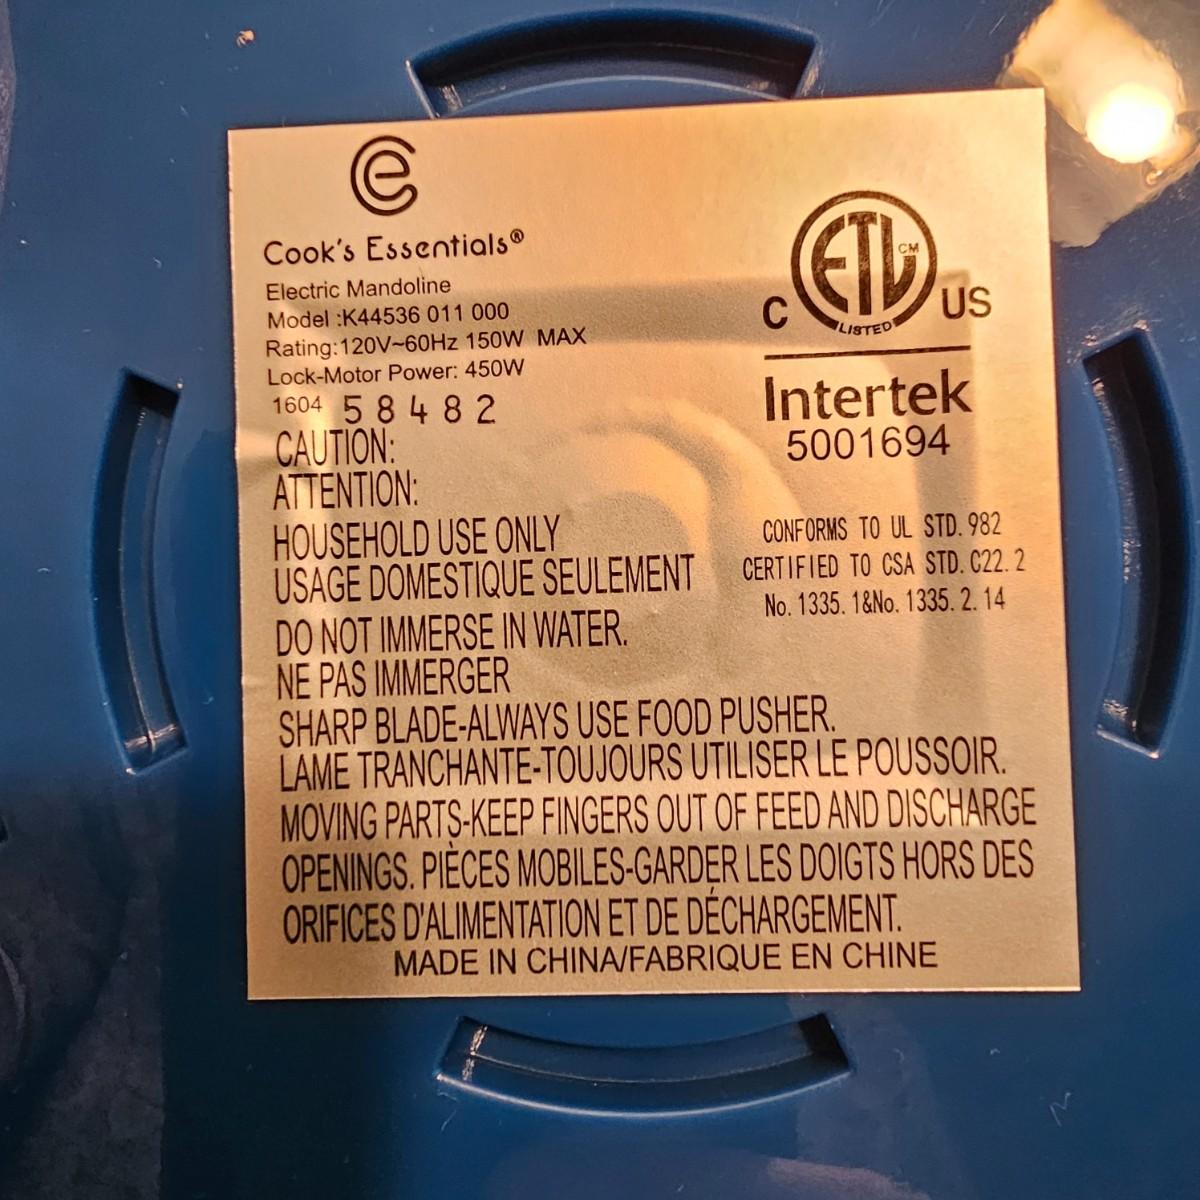 Cook's Essentials®
Electric Mandoline
Model :K44536 011 000
Rating:120V~60Hz 150W MAX
Lock-Motor Power: 450W
1604 58482
ETL CM
LISTED
C US
Intertek
5001694
CONFORMS TO UL STD. 982
CERTIFIED TO CSA STD. C22. 2
No. 1335. 1&No. 1335. 2. 14
CAUTION:
ATTENTION:
HOUSEHOLD USE ONLY
USAGE DOMESTIQUE SEULEMENT
DO NOT IMMERSE IN WATER.
NE PAS IMMERGER
SHARP BLADE-ALWAYS USE FOOD PUSHER.
LAME TRANCHANTE-TOUJOURS UTILISER LE POUSSOIR.
MOVING PARTS-KEEP FINGERS OUT OF FEED AND DISCHARGE
OPENINGS. PIÈCES MOBILES-GARDER LES DOIGTS HORS DES
ORIFICES D'ALIMENTATION ET DE DÉCHARGEMENT.
MADE IN CHINA/FABRIQUE EN CHINE